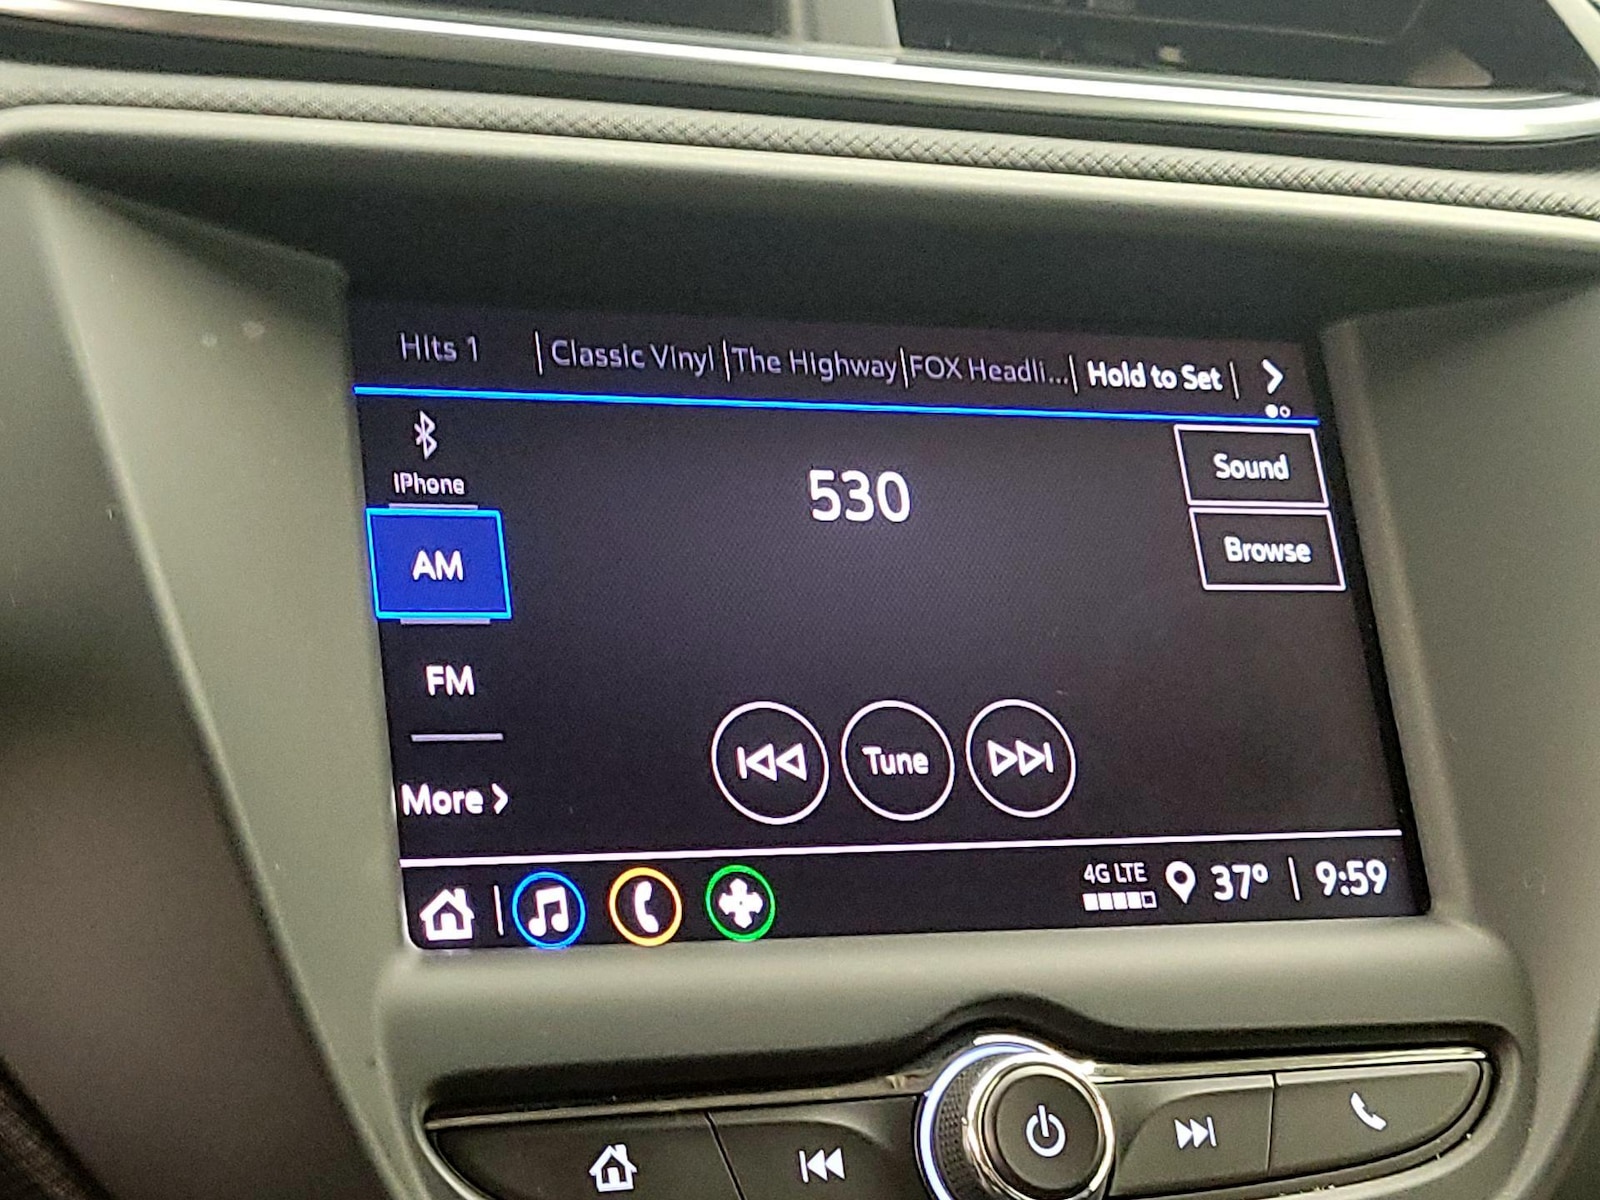 Hits 1 | Classic Vinyl | The Highway | FOX Headli... | Hold to Set |
iPhone
Sound
530
Browse
AM
FM
Tune
More
4G LTE 37° | 9:59